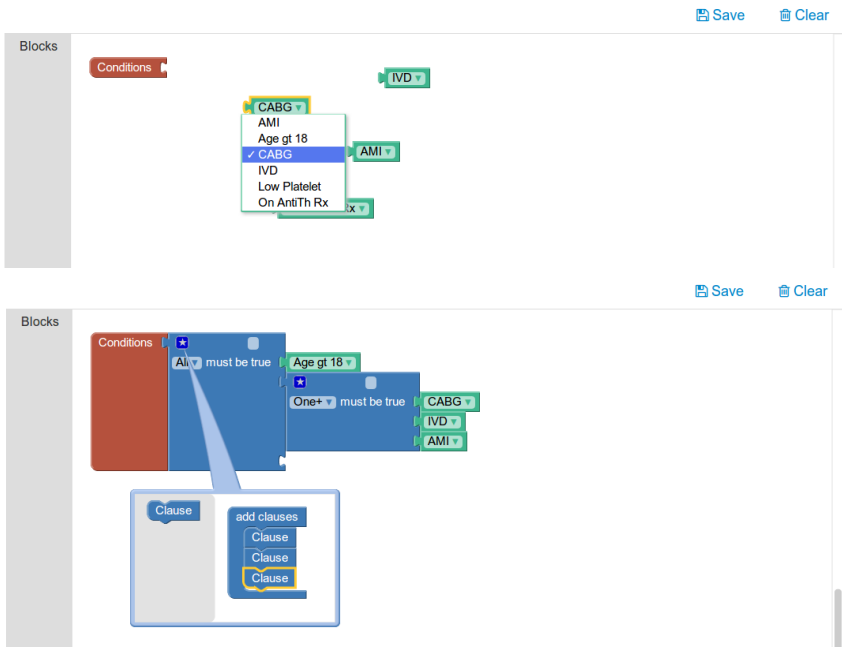 Save Clear
Blocks
Conditions
IVD
CABG
AMI
Age gt 18
✓ CABG
AMI
IVD
Low Platelet
On AntiTh Rx
Rx
Save Clear
Blocks
Conditions
All must be true Age gt 18
One+ must be true CABG
IVD
AMI
Clause
add clauses
Clause
Clause
Clause